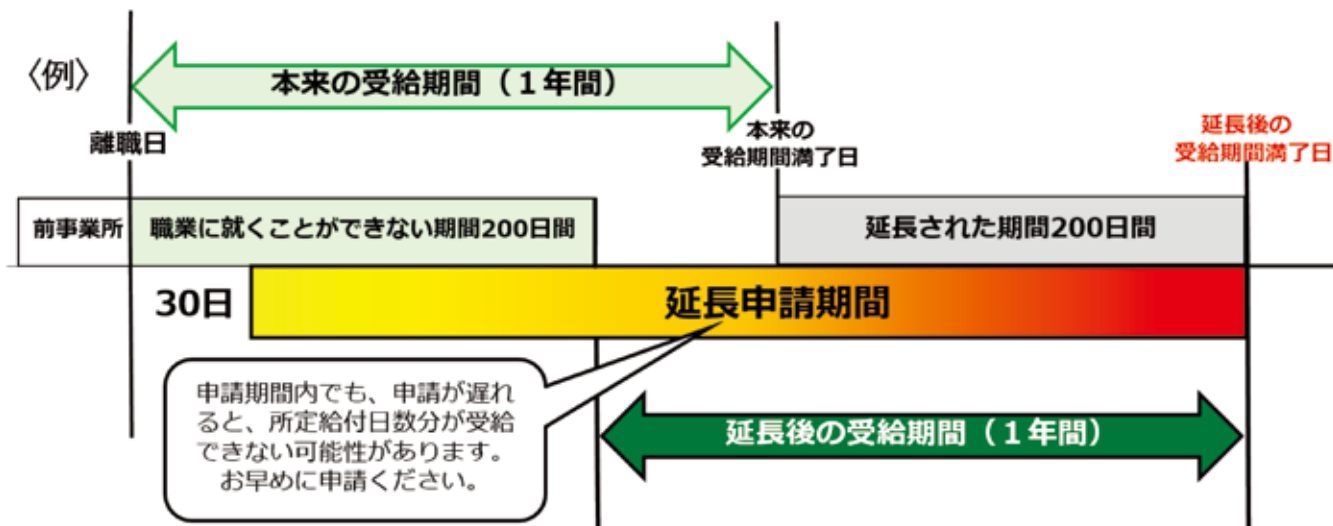 〈例〉
本来の受給期間（１年間）
離職日
本来の
受給期間満了日
延長後の
受給期間満了日
前事業所
職業に就くことができない期間200日間
延長された期間200日間
30日
延長申請期間
申請期間内でも、申請が遅れ
ると、所定給付日数分が受給
できない可能性があります。
お早めに申請ください。
延長後の受給期間（１年間）